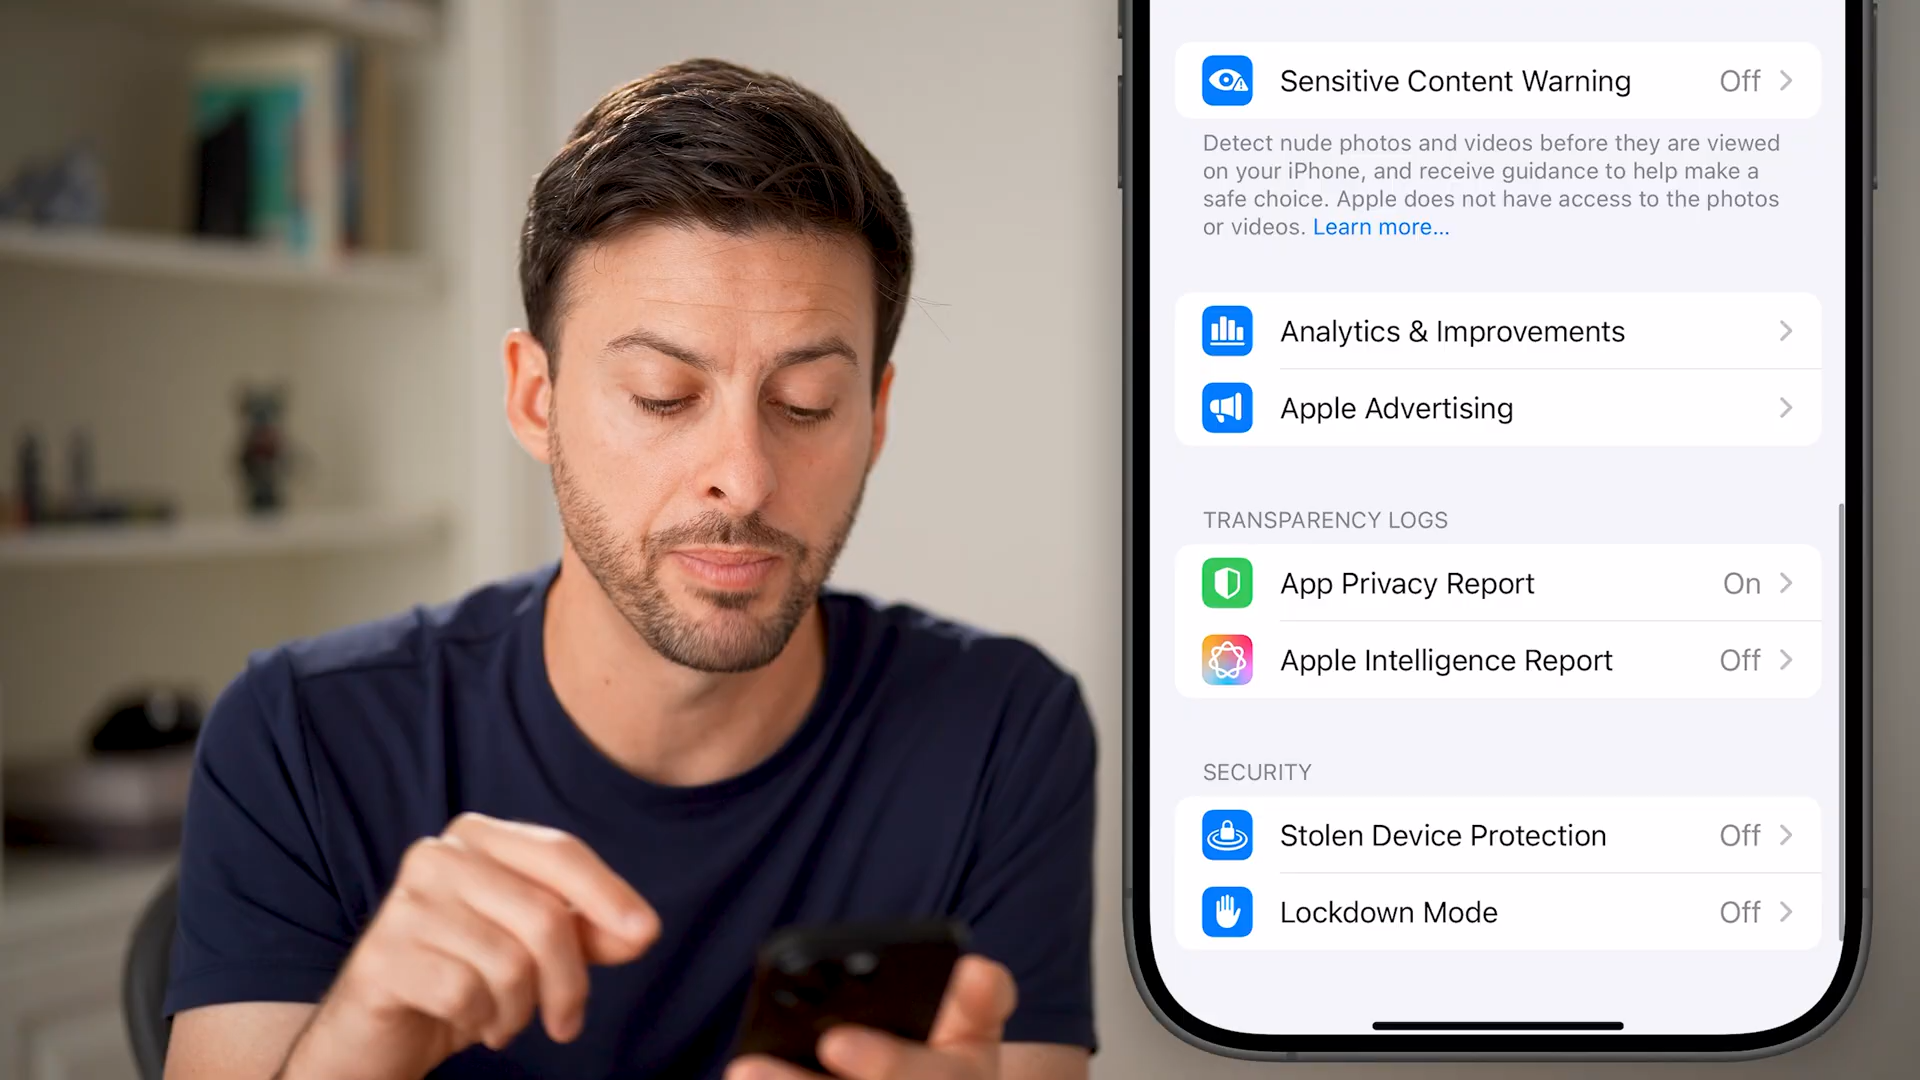 Sensitive Content Warning Off
Detect nude photos and videos before they are viewed
on your iPhone, and receive guidance to help make a
safe choice. Apple does not have access to the photos
or videos. Learn more...
Analytics & Improvements
Apple Advertising
TRANSPARENCY LOGS
App Privacy Report On
Apple Intelligence Report Off
SECURITY
Stolen Device Protection Off
Lockdown Mode Off